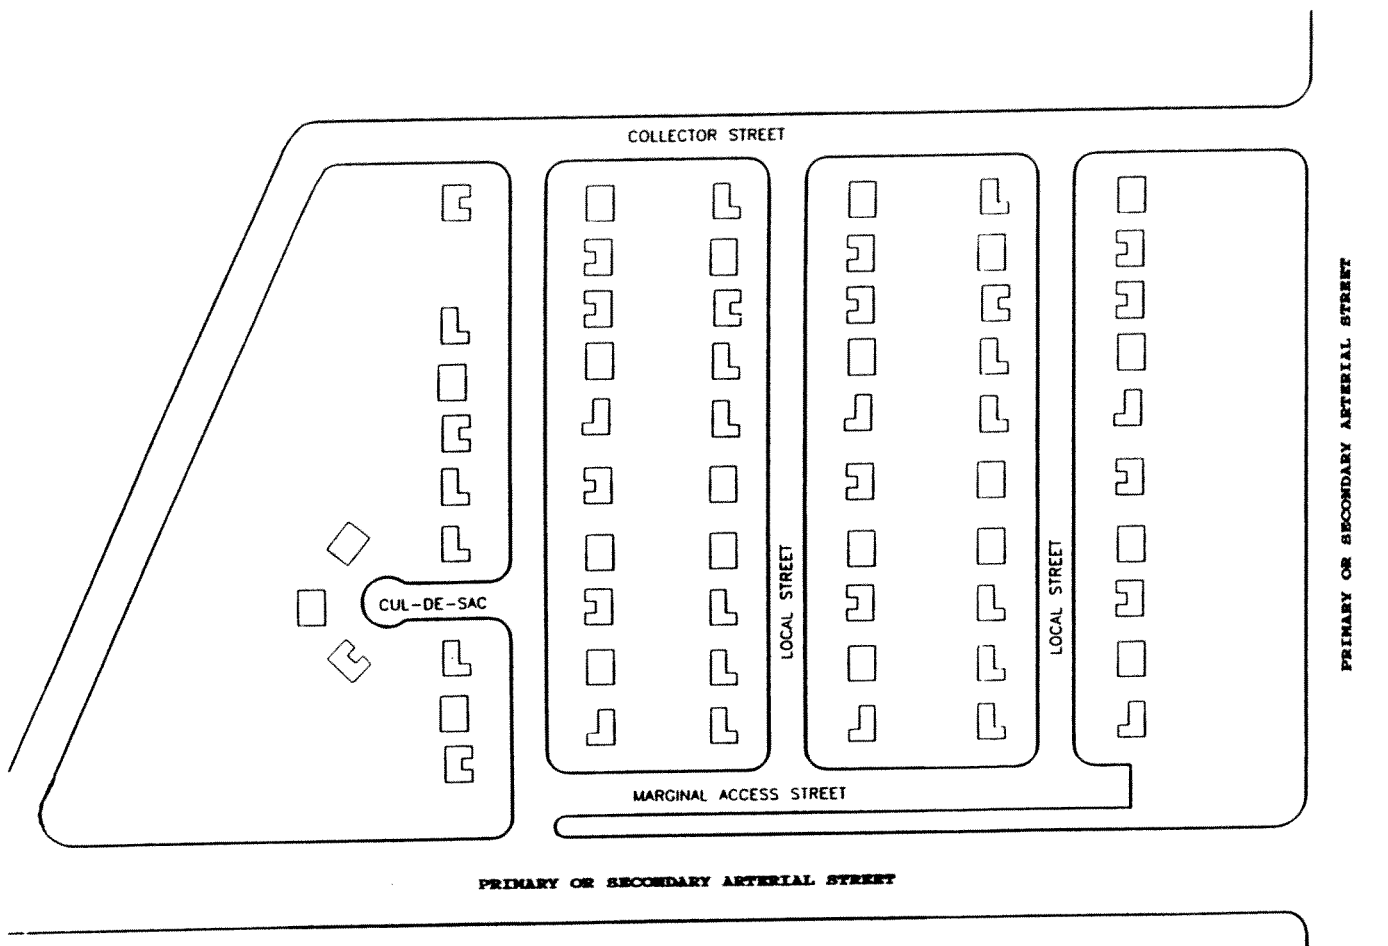 COLLECTOR STREET
PRIMARY OR SECONDARY ARTERIAL STREET
LOCAL STREET
LOCAL STREET
CUL-DE-SAC
MARGINAL ACCESS STREET
PRIMARY OR SECONDARY ARTERIAL STREET